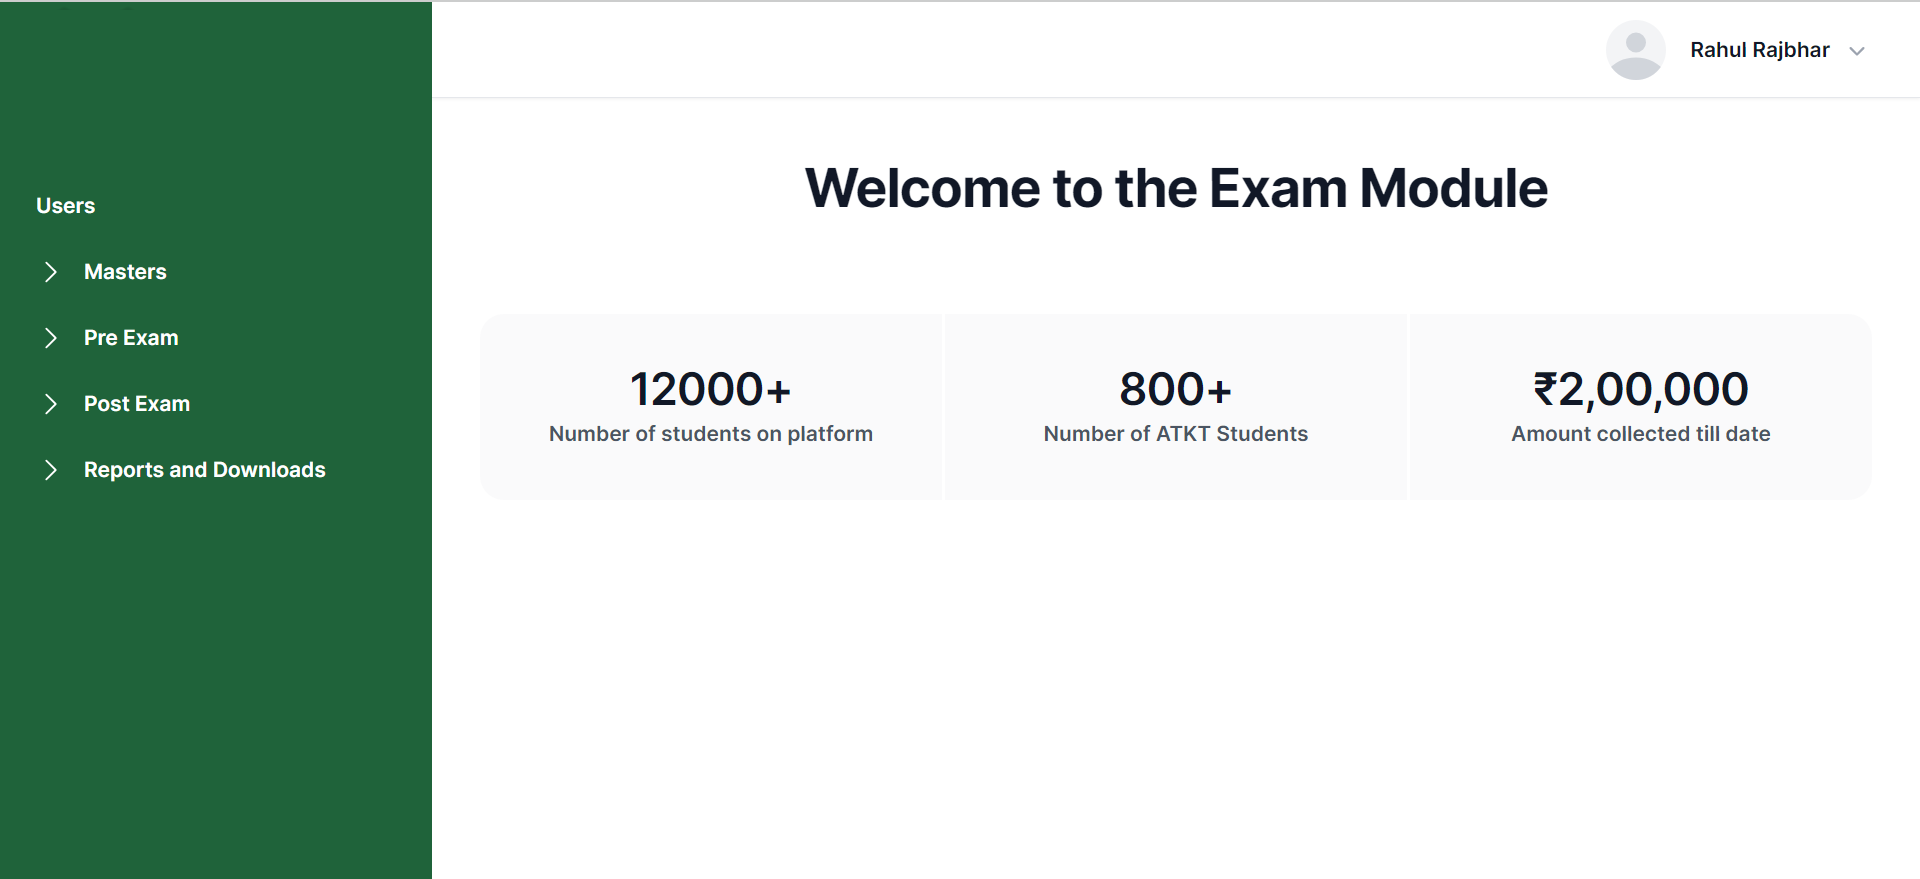 Rahul Rajbhar
Users
Masters
Pre Exam
Post Exam
Reports and Downloads
Welcome to the Exam Module
12000+
Number of students on platform
800+
Number of ATKT Students
₹2,00,000
Amount collected till date